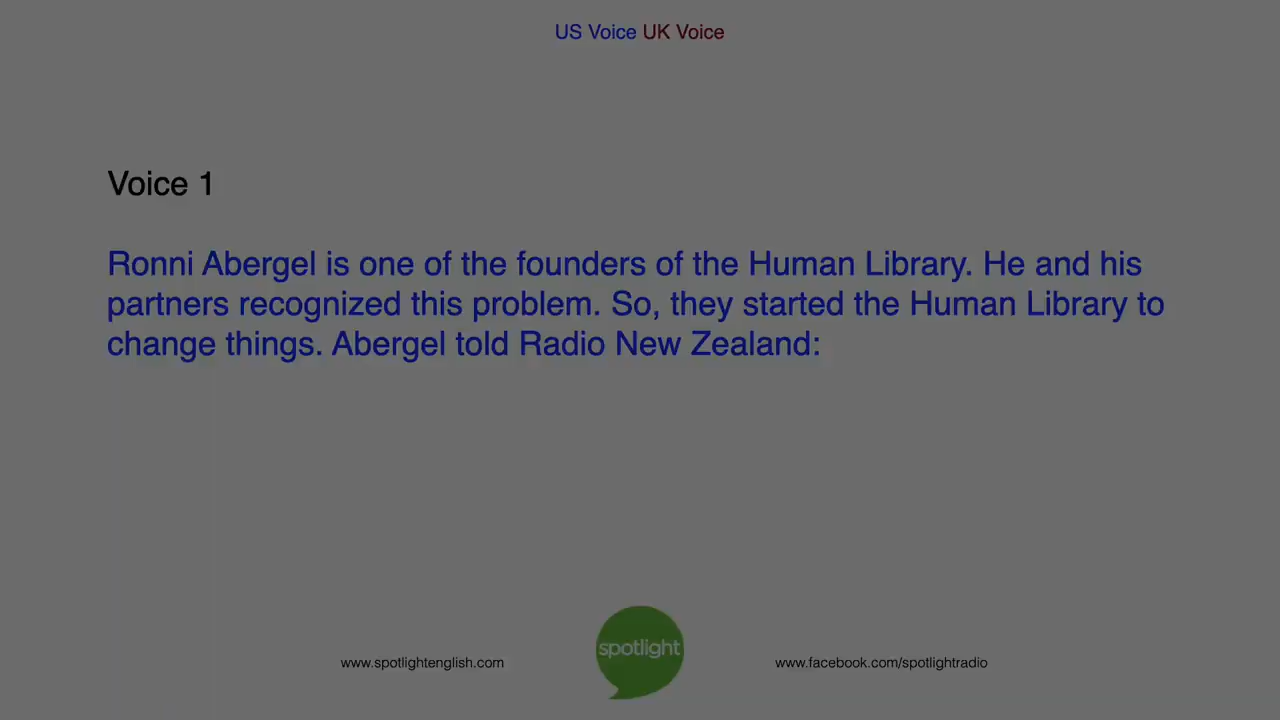 US Voice UK Voice
Voice 1
Ronni Abergel is one of the founders of the Human Library. He and his
partners recognized this problem. So, they started the Human Library to
change things. Abergel told Radio New Zealand:
spotlight
www.spotlightenglish.com
www.facebook.com/spotlightradio